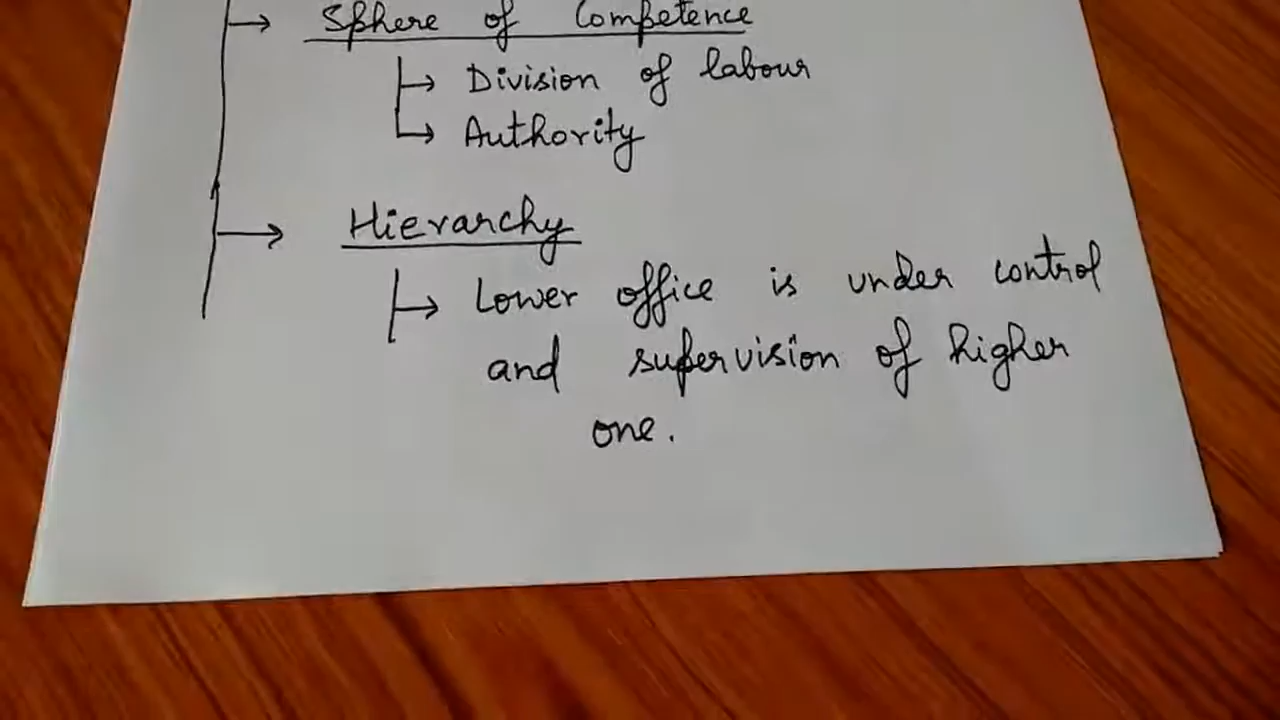 Sphere of Competence
Division of labour
Authority
Hierarchy
Lower office is under control
and supervision of higher
one.